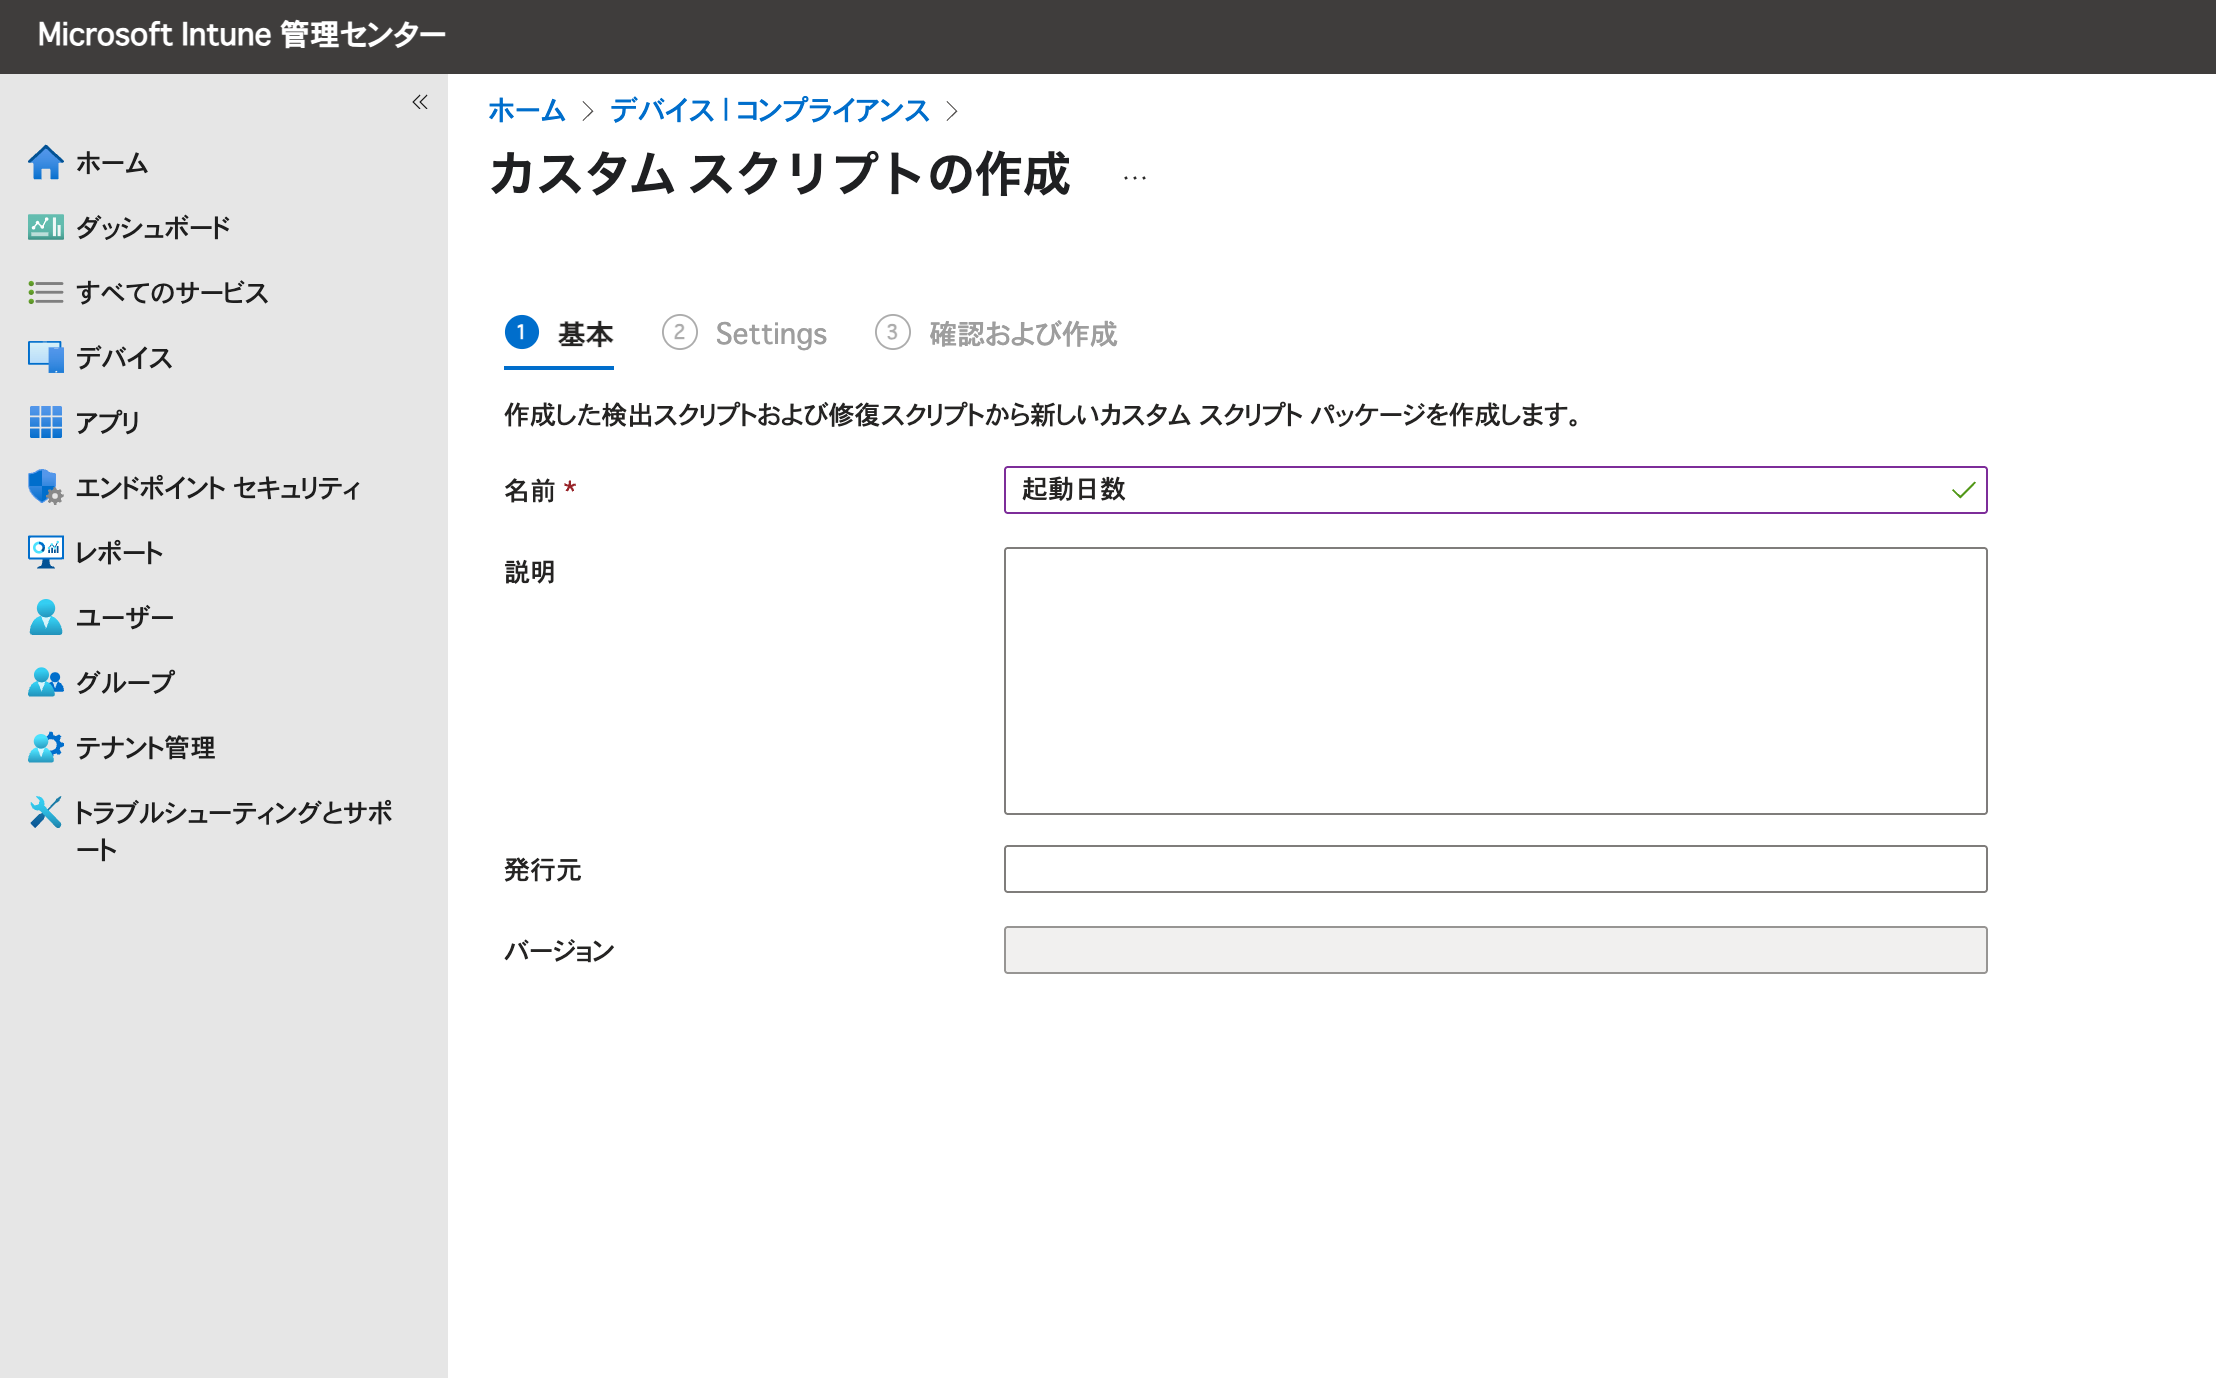 Microsoft Intune 管理センター
«
ホーム
ダッシュボード
すべてのサービス
デバイス
アプリ
エンドポイント セキュリティ
レポート
ユーザー
グループ
テナント管理
トラブルシューティングとサポ
ート
ホーム > デバイス | コンプライアンス >
カスタム スクリプトの作成 …
1 基本 2 Settings 3 確認および作成
作成した検出スクリプトおよび修復スクリプトから新しいカスタム スクリプト パッケージを作成します。
名前 * 起動日数
説明
発行元
バージョン